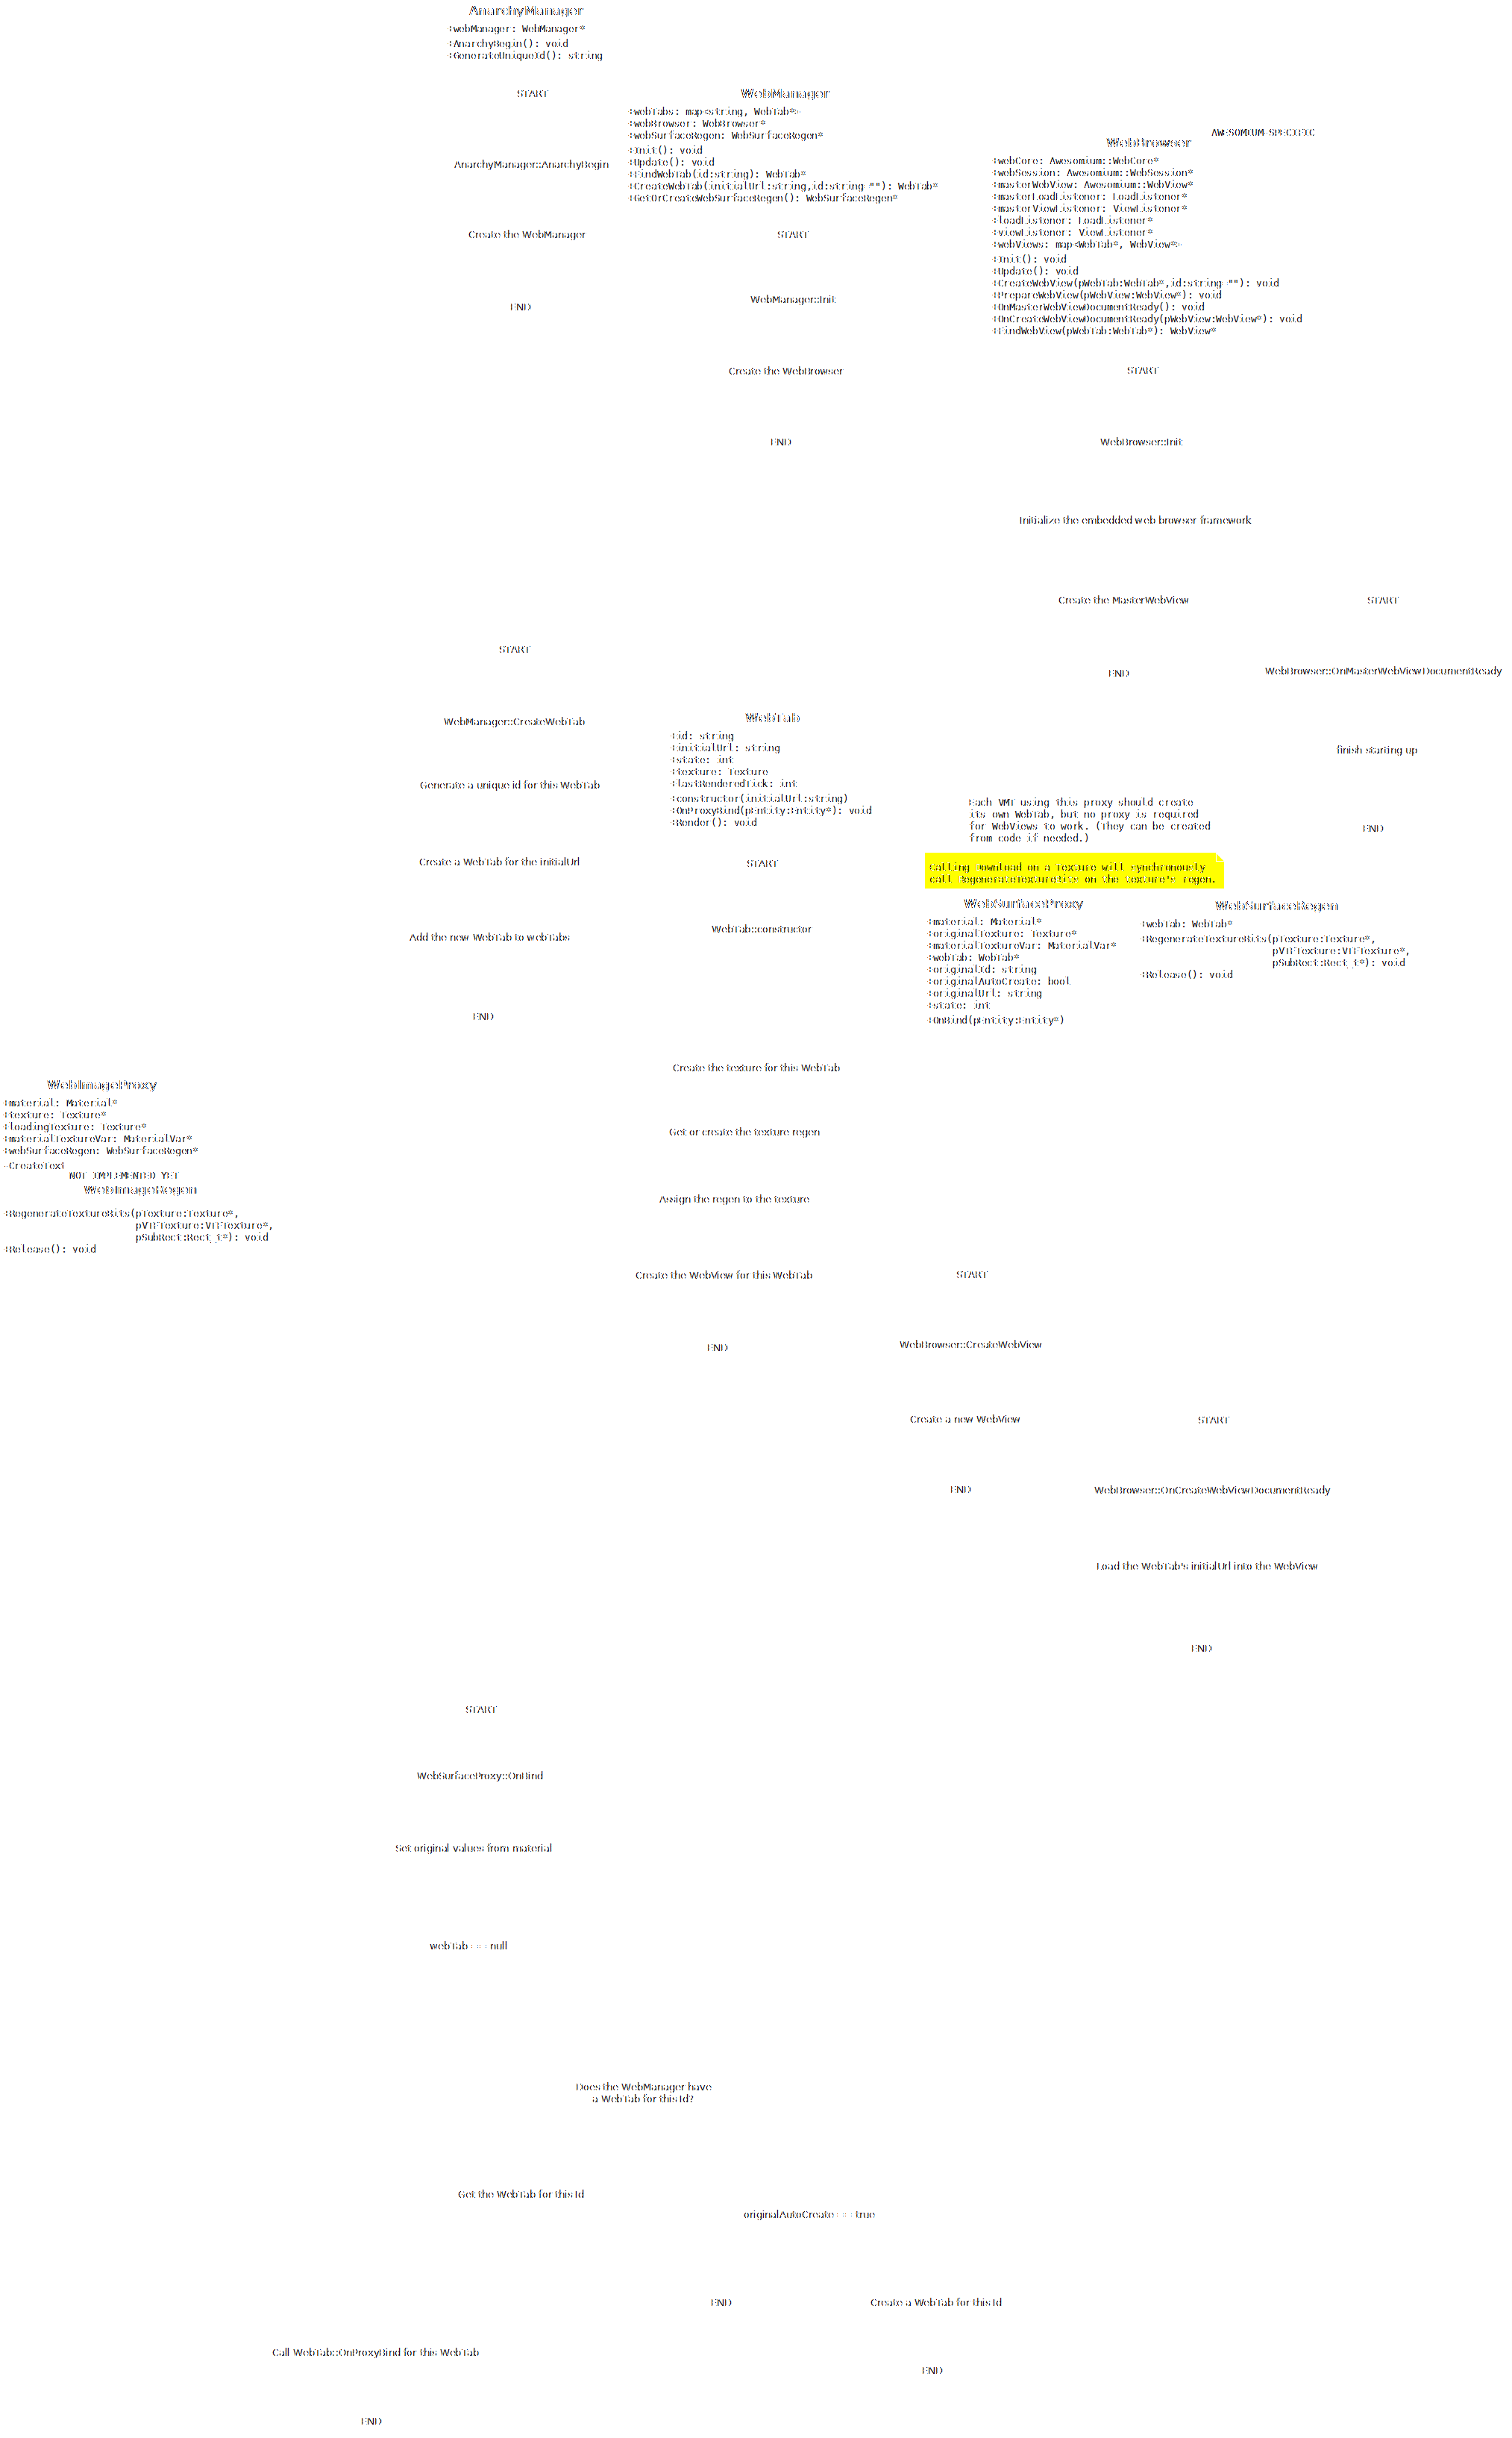 AnarchyManager
+webManager: WebManager*
+AnarchyBegin(): void
+GenerateUniqueId(): string
START
AnarchyManager::AnarchyBegin
Create the WebManager
END
WebManager
+webTabs: map<string, WebTab*>
+webBrowser: WebBrowser*
+webSurfaceRegen: WebSurfaceRegen*
+Init(): void
+Update(): void
+FindWebTab(id:string): WebTab*
+CreateWebTab(initialUrl:string,id:string=""): WebTab*
+GetOrCreateWebSurfaceRegen(): WebSurfaceRegen*
START
WebManager::Init
Create the WebBrowser
END
AWESOMIUM-SPECIFIC
WebBrowser
+webCore: Awesomium::WebCore*
+webSession: Awesomium::WebSession*
+masterWebView: Awesomium::WebView*
+masterLoadListener: LoadListener*
+masterViewListener: ViewListener*
+loadListener: LoadListener*
+viewListener: ViewListener*
+webViews: map<WebTab*, WebView*>
+Init(): void
+Update(): void
+CreateWebView(pWebTab:WebTab*,id:string=""): void
+PrepareWebView(pWebView:WebView*): void
+OnMasterWebViewDocumentReady(): void
+OnCreateWebViewDocumentReady(pWebView:WebView*): void
+FindWebView(pWebTab:WebTab*): WebView*
START
WebBrowser::Init
Initialize the embedded web browser framework
Create the MasterWebView
END
START
WebBrowser::OnMasterWebViewDocumentReady
finish starting up
END
START
WebManager::CreateWebTab
Generate a unique id for this WebTab
Create a WebTab for the initialUrl
Add the new WebTab to webTabs
END
WebTab
+id: string
+initialUrl: string
+state: int
+texture: Texture
+lastRenderedTick: int
+constructor(initialUrl:string)
+OnProxyBind(pEntity:Entity*): void
+Render(): void
START
WebTab::constructor
Create the texture for this WebTab
Get or create the texture regen
Assign the regen to the texture
Create the WebView for this WebTab
END
Each VMT using this proxy should create
its own WebTab, but no proxy is required
for WebViews to work. (They can be created
from code if needed.)
Calling Download on a Texture will synchronously
call RegenerateTextureBits on the texture's regen.
WebSurfaceProxy
+material: Material*
+originalTexture: Texture*
+materialTextureVar: MaterialVar*
+webTab: WebTab*
+originalId: string
+originalAutoCreate: bool
+originalUrl: string
+state: int
+OnBind(pEntity:Entity*)
WebSurfaceRegen
+webTab: WebTab*
+RegenerateTextureBits(pTexture:Texture*,
pVTFTexture:VTFTexture*,
pSubRect:Rect_t*): void
+Release(): void
WebImageProxy
+material: Material*
+texture: Texture*
+loadingTexture: Texture*
+materialTextureVar: MaterialVar*
+webSurfaceRegen: WebSurfaceRegen*
-CreateText
NOT IMPLEMENTED YET
WebImageRegen
+RegenerateTextureBits(pTexture:Texture*,
pVTFTexture:VTFTexture*,
pSubRect:Rect_t*): void
+Release(): void
START
WebBrowser::CreateWebView
Create a new WebView
END
START
WebBrowser::OnCreateWebViewDocumentReady
Load the WebTab's initialUrl into the WebView
END
START
WebSurfaceProxy::OnBind
Set original values from material
webTab === null
Does the WebManager have
a WebTab for this Id?
Get the WebTab for this Id
originalAutoCreate === true
END
Create a WebTab for this Id
Call WebTab::OnProxyBind for this WebTab
END
END